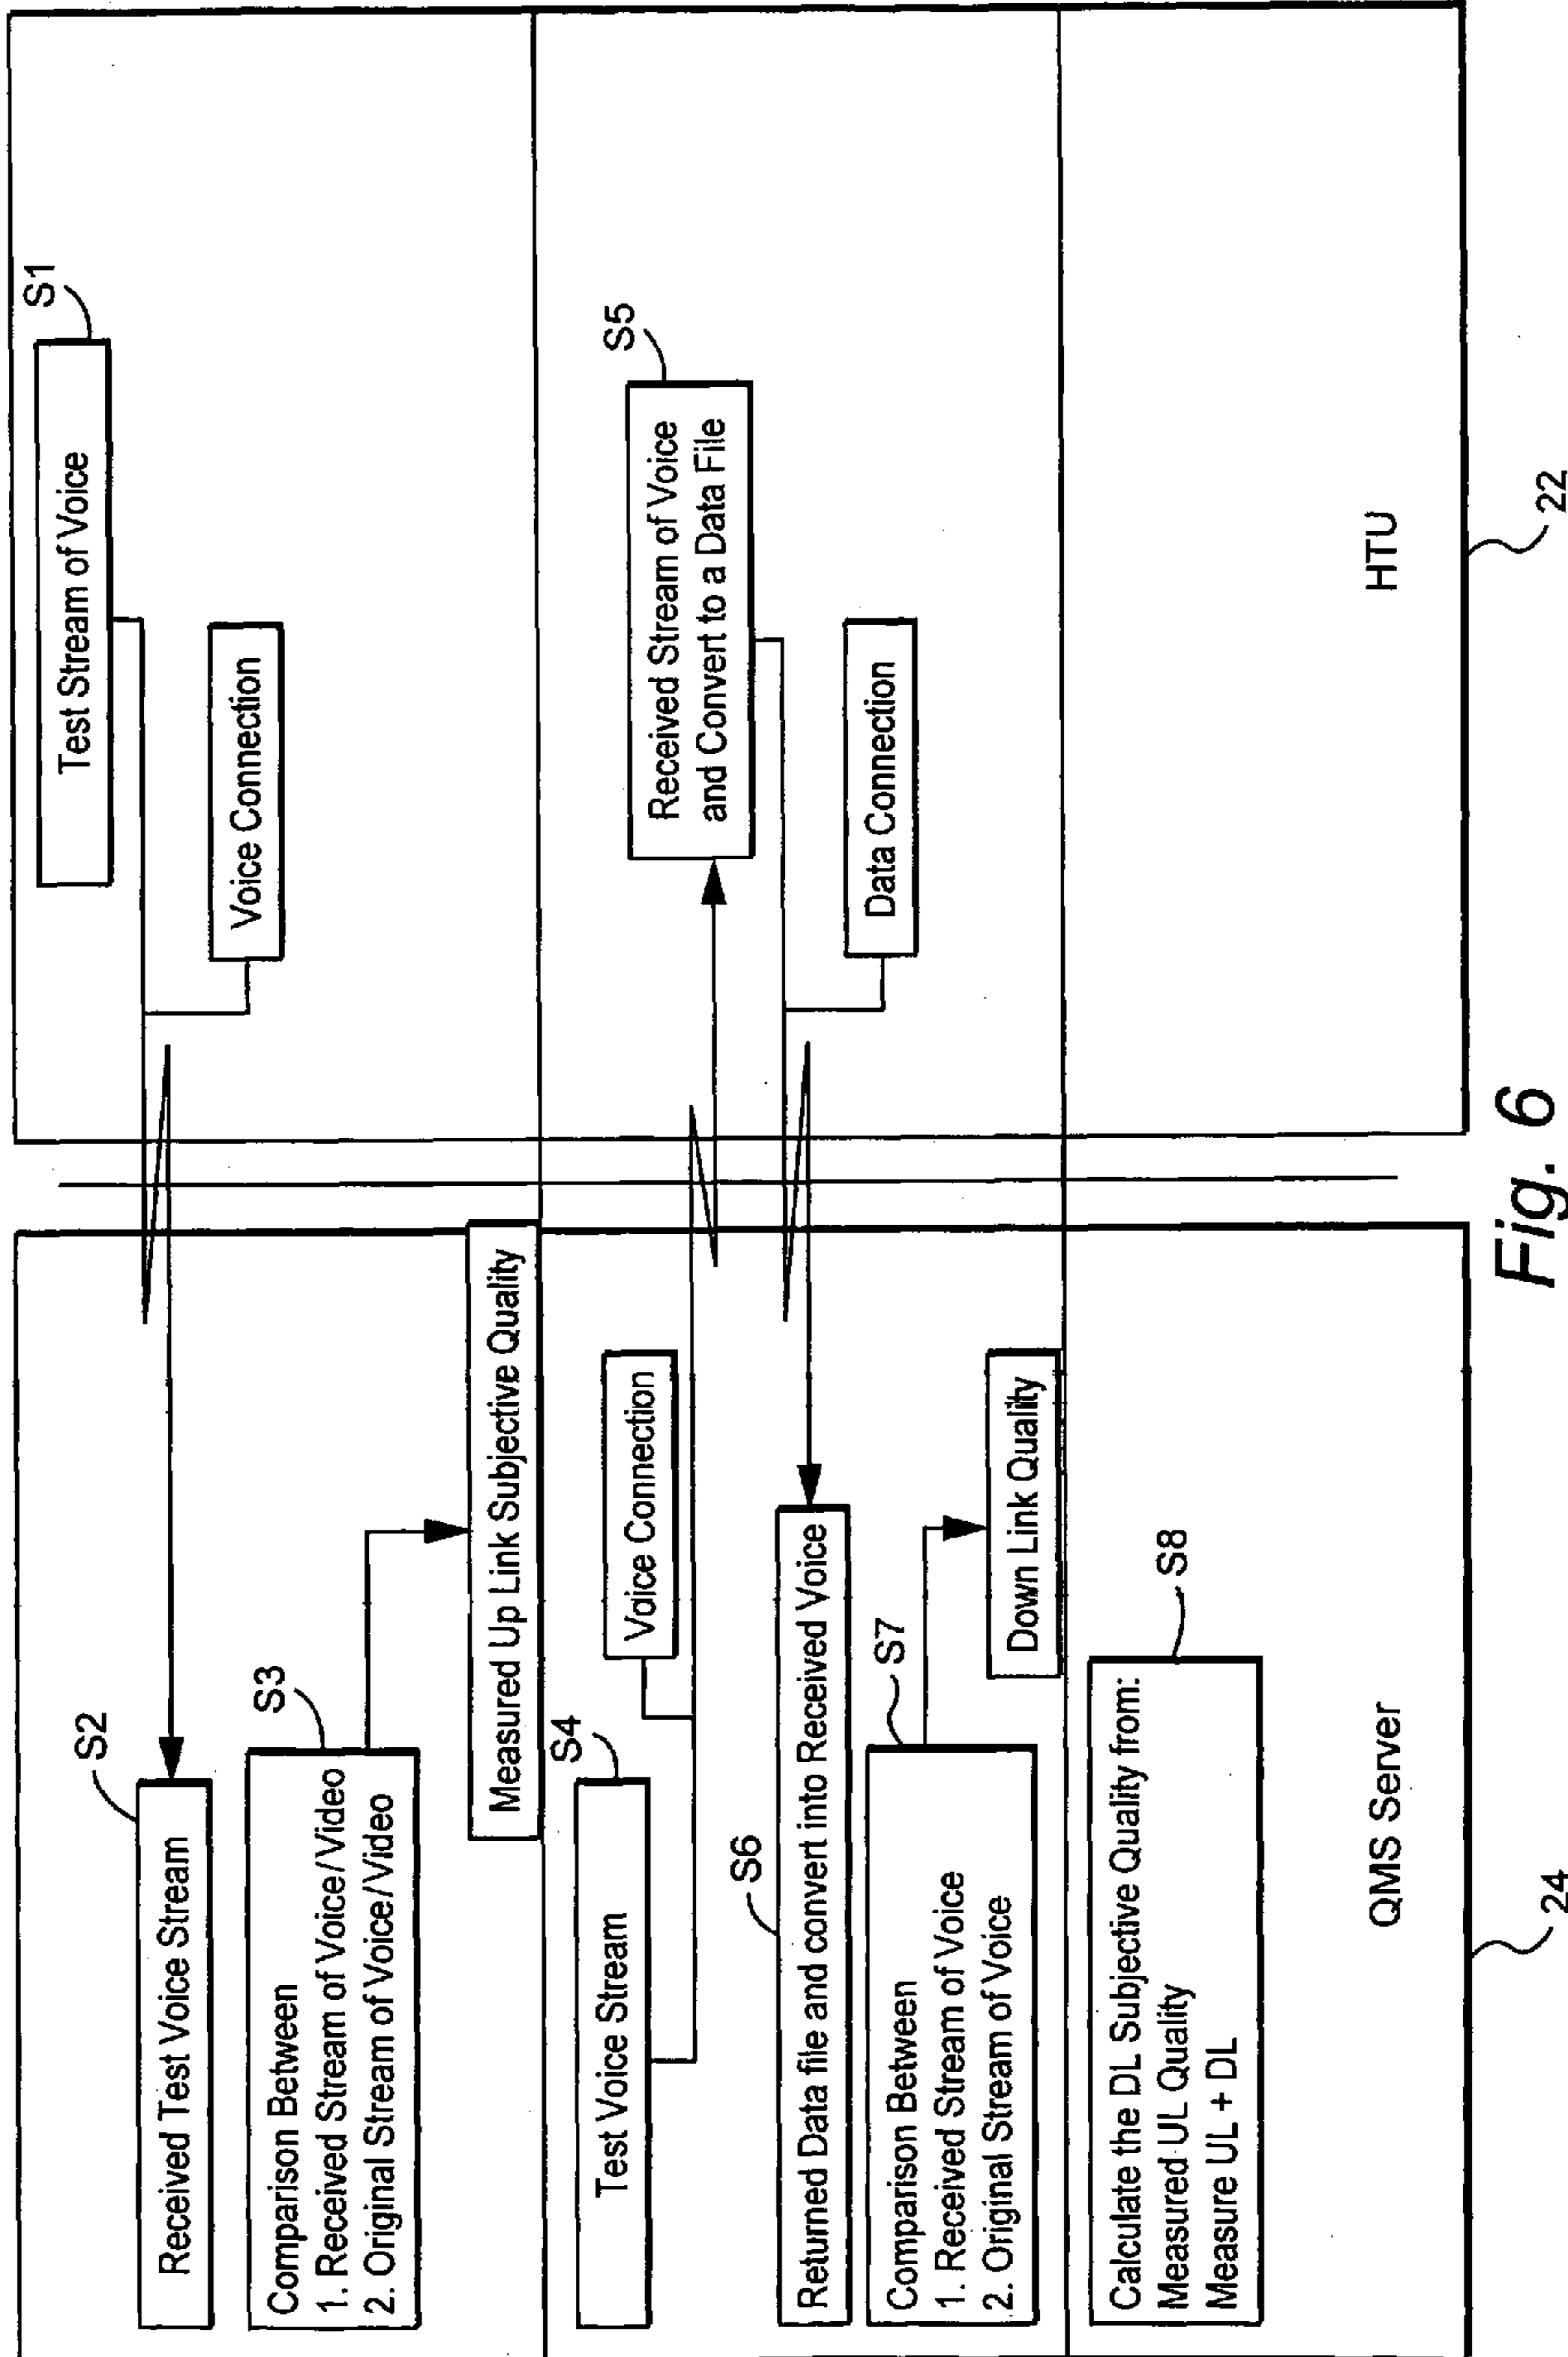 S1
Test Stream of Voice
Voice Connection
S2
Received Test Voice Stream
S3
Comparison Between
1. Received Stream of Voice/Video
2. Original Stream of Voice/Video
Measured Up Link Subjective Quality
S4
Test Voice Stream
Voice Connection
S5
Received Stream of Voice
and Convert to a Data File
Data Connection
S6
Returned Data file and convert into Received Voice
S7
Comparison Between
1. Received Stream of Voice
2. Original Stream of Voice
Down Link Quality
S8
Calculate the DL Subjective Quality from:
Measured UL Quality
Measure UL + DL
QMS Server
24
HTU
22
Fig. 6